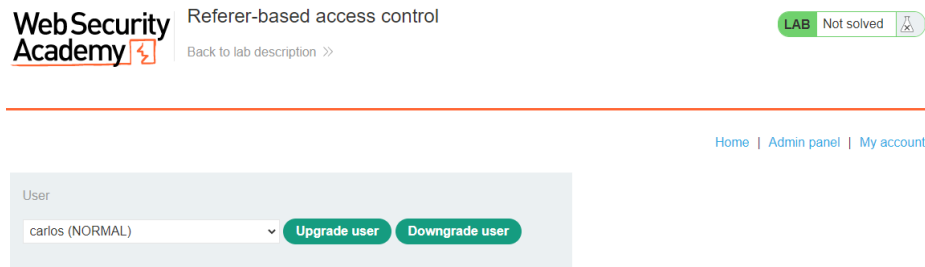 Web Security
Academy
Referer-based access control
Back to lab description
LAB Not solved
Home | Admin panel | My account
User
carlos (NORMAL) Upgrade user Downgrade user